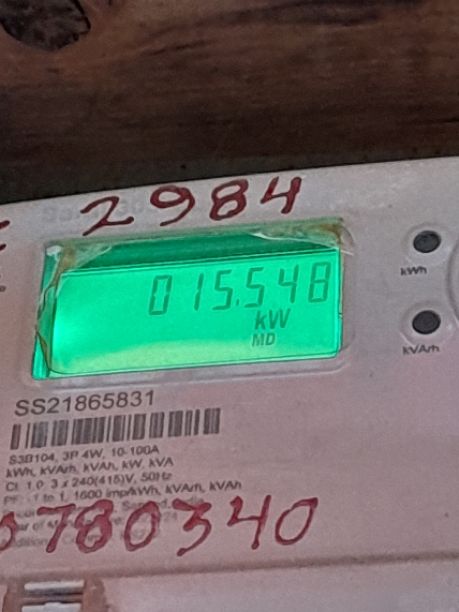 2984
015.548
kW
MD
kWh
kVArh
SS21865831
S3B104, 3P 4W, 10-100A
kWh, kVArh, kVAh, kW, kVA
Cl. 1.0, 3 x 240(415)V, 50Hz
1600 imp/kWh, kVArh, kVAh
780340